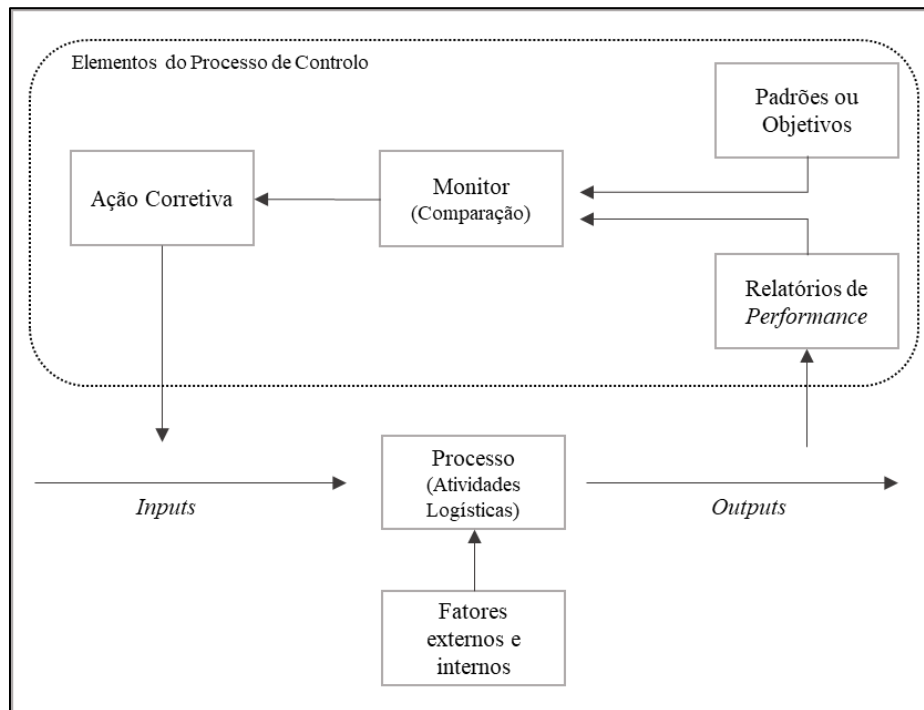 Elementos do Processo de Controlo
Padrões ou
Objetivos
Ação Corretiva
Monitor
(Comparação)
Relatórios de
Performance
Processo
(Atividades
Logísticas)
Inputs
Outputs
Fatores
externos e
internos